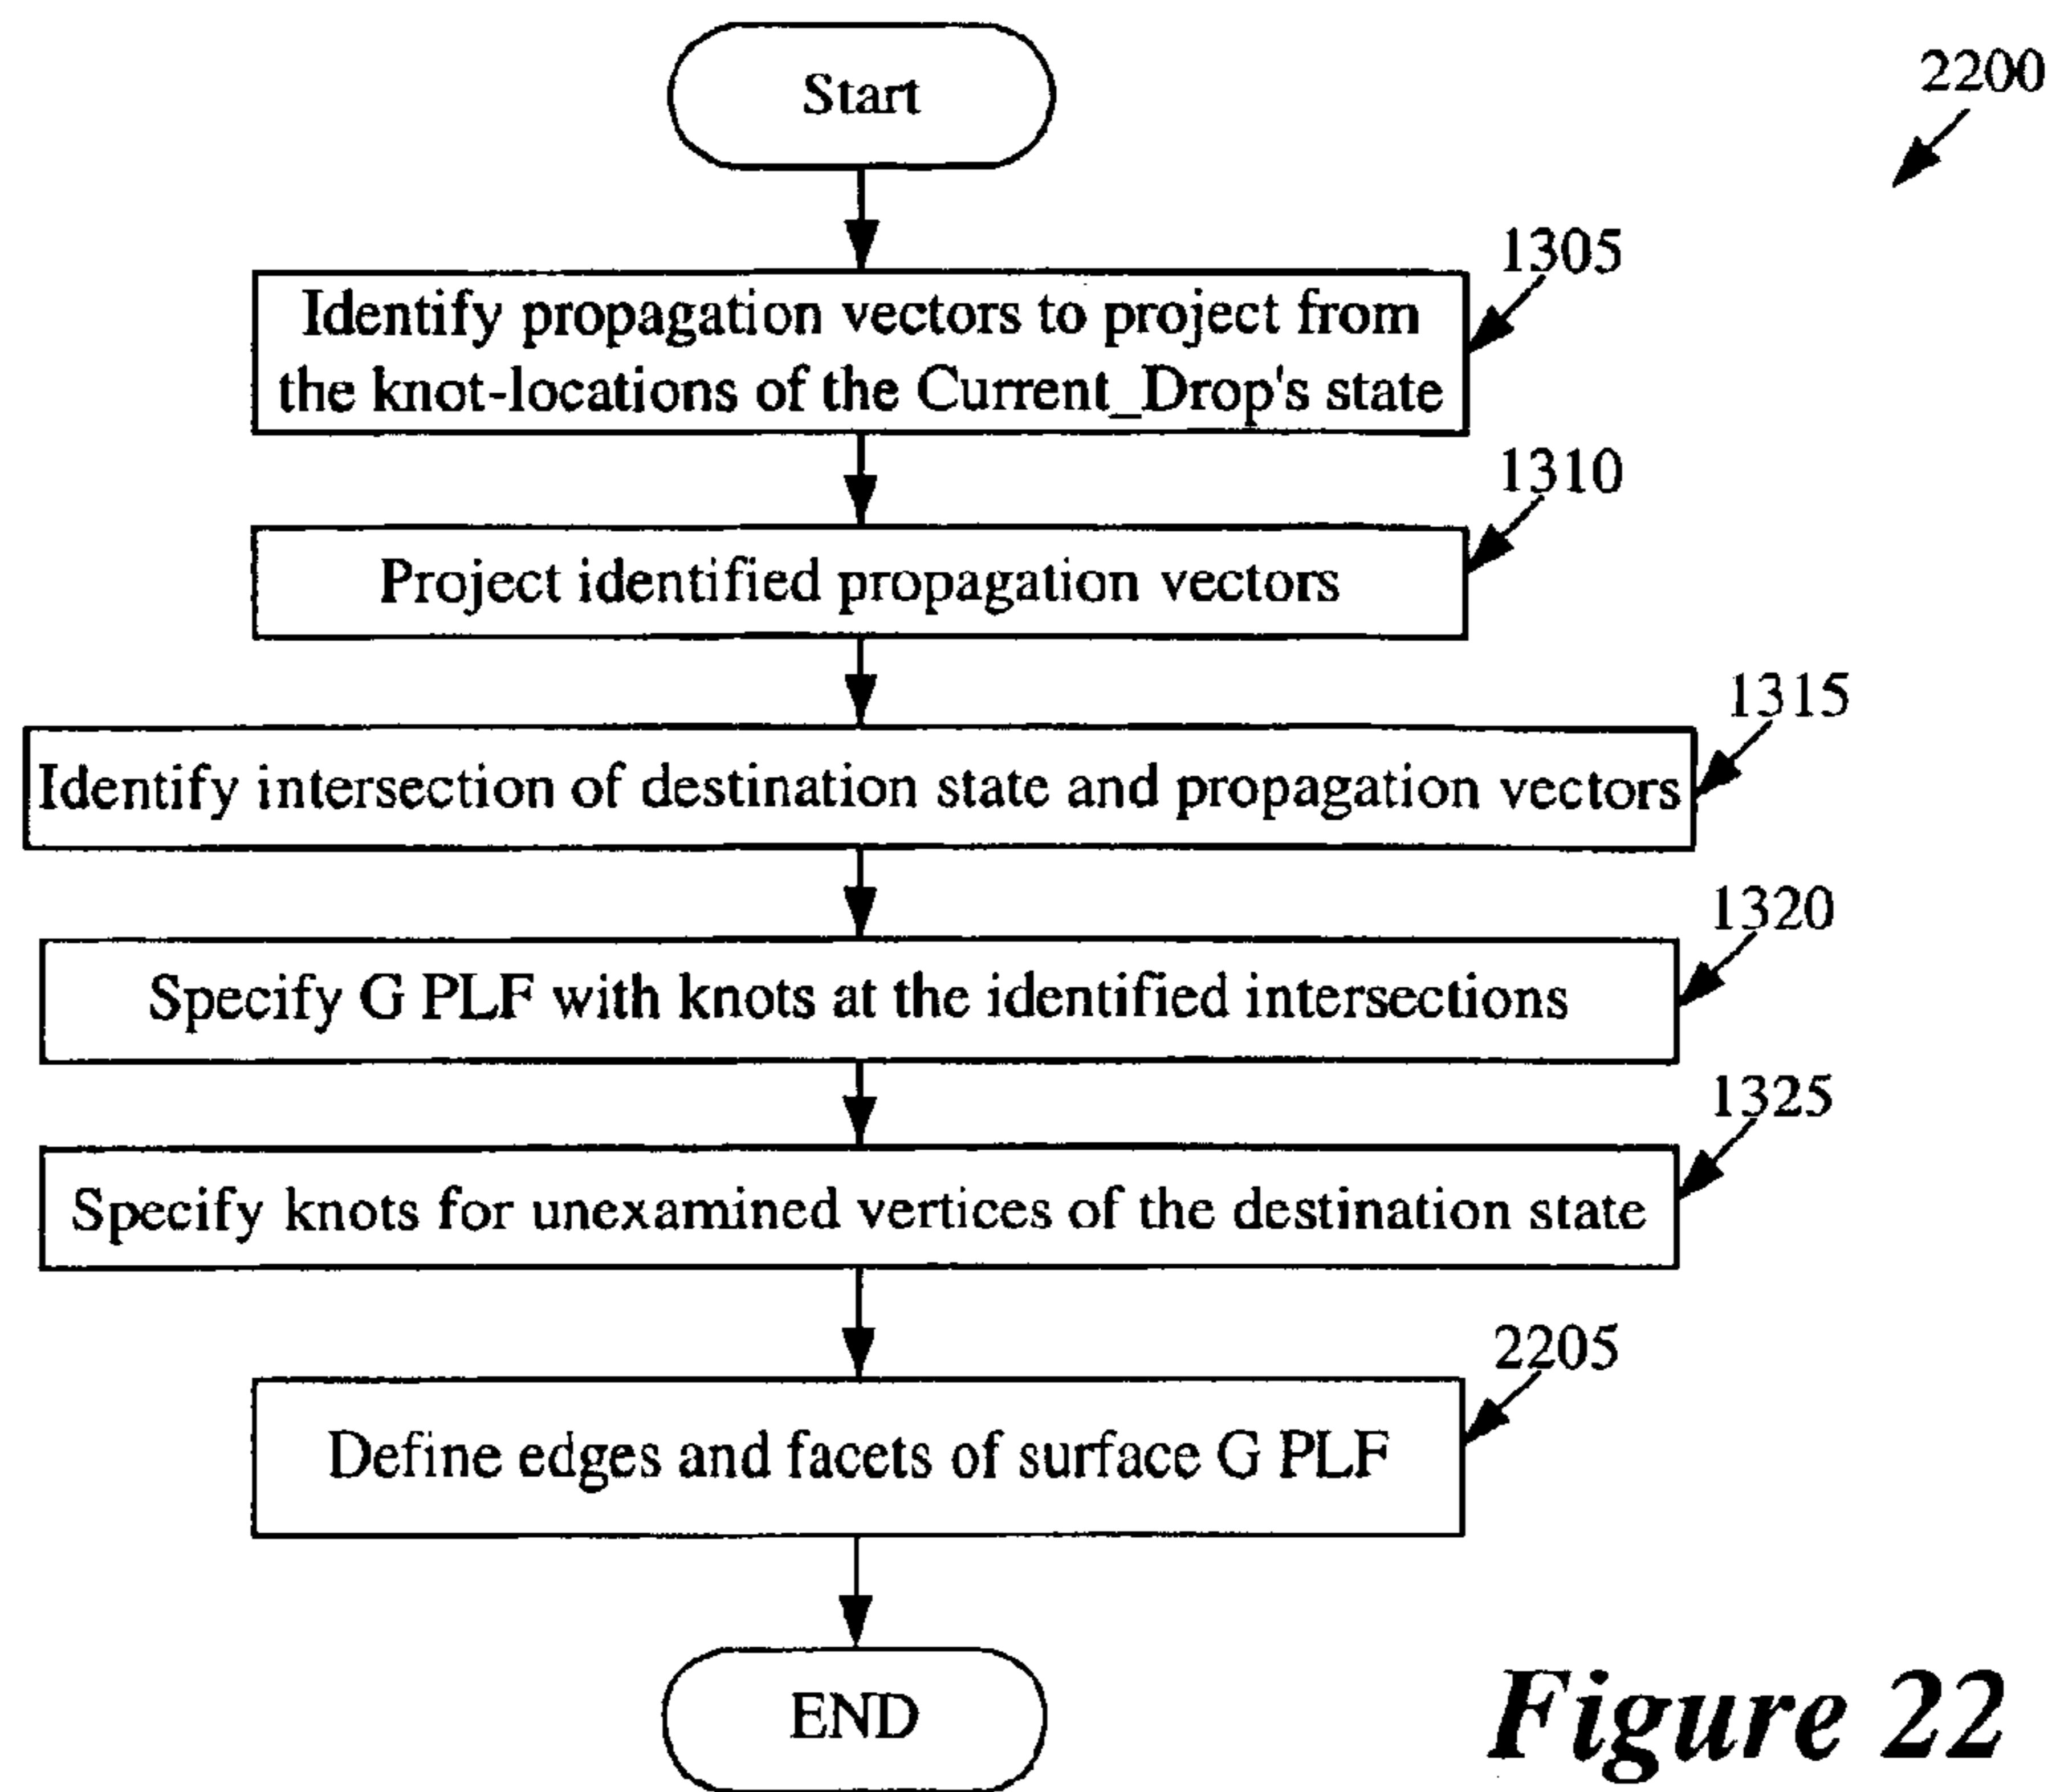 Start
2200
1305
Identify propagation vectors to project from
the knot-locations of the Current_Drop's state
1310
Project identified propagation vectors
1315
Identify intersection of destination state and propagation vectors
1320
Specify G PLF with knots at the identified intersections
1325
Specify knots for unexamined vertices of the destination state
2205
Define edges and facets of surface G PLF
END
Figure 22